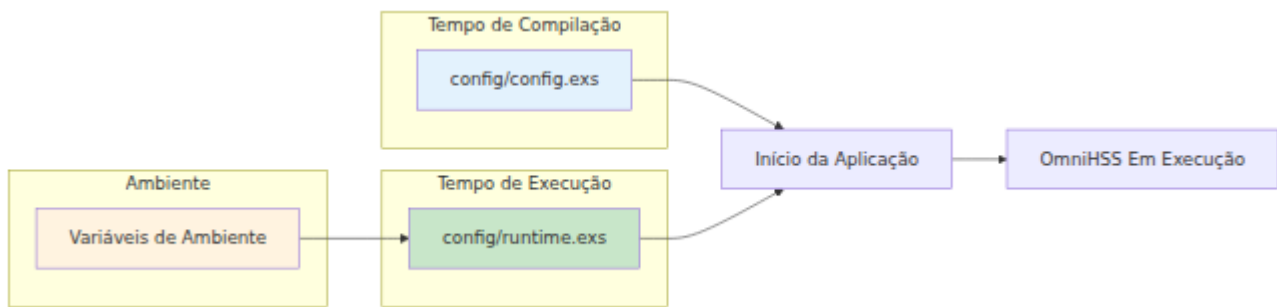 Tempo de Compilação
config/config.exs
Início da Aplicação
OmniHSS Em Execução
Ambiente
Variáveis de Ambiente
Tempo de Execução
config/runtime.exs